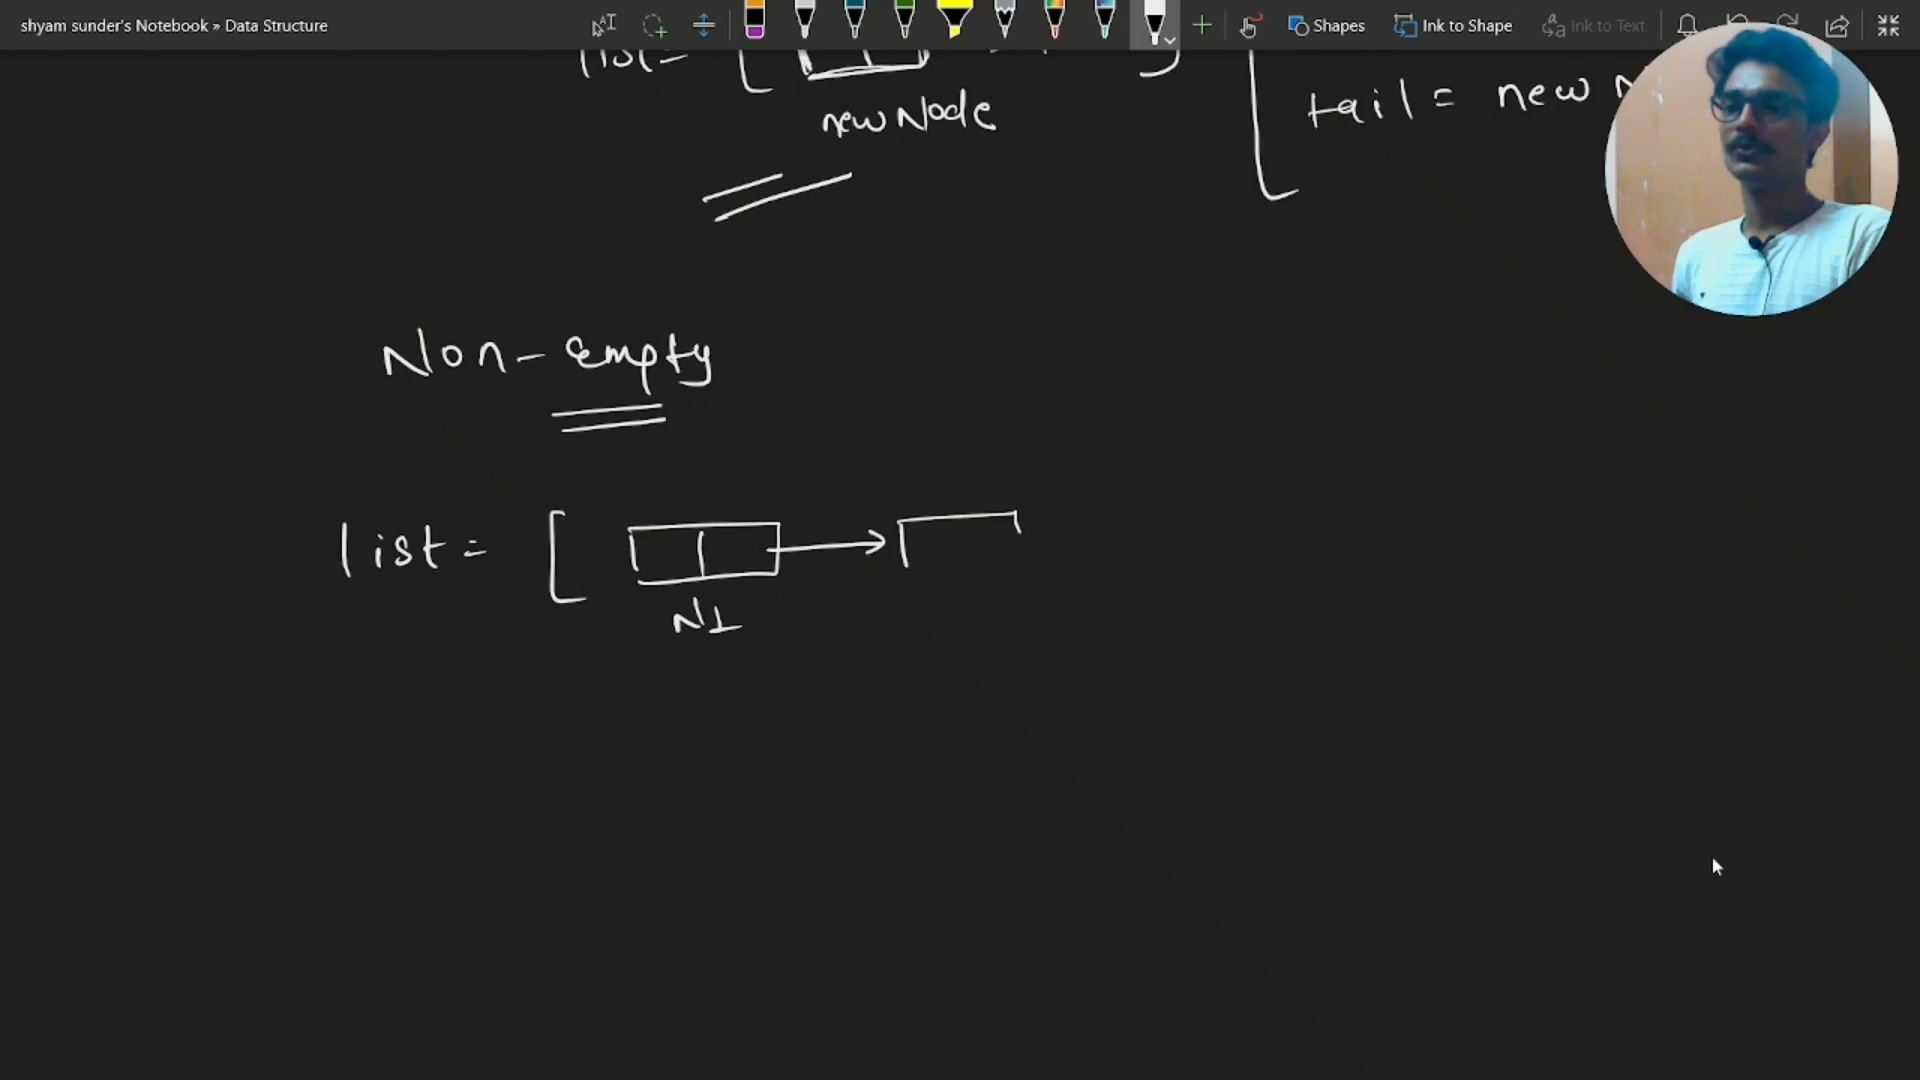 shyam sunder's Notebook » Data Structure
Shapes
Ink to Shape
Ink to Text
list=
newNode
tail = new
Non-empty
list = [
N1